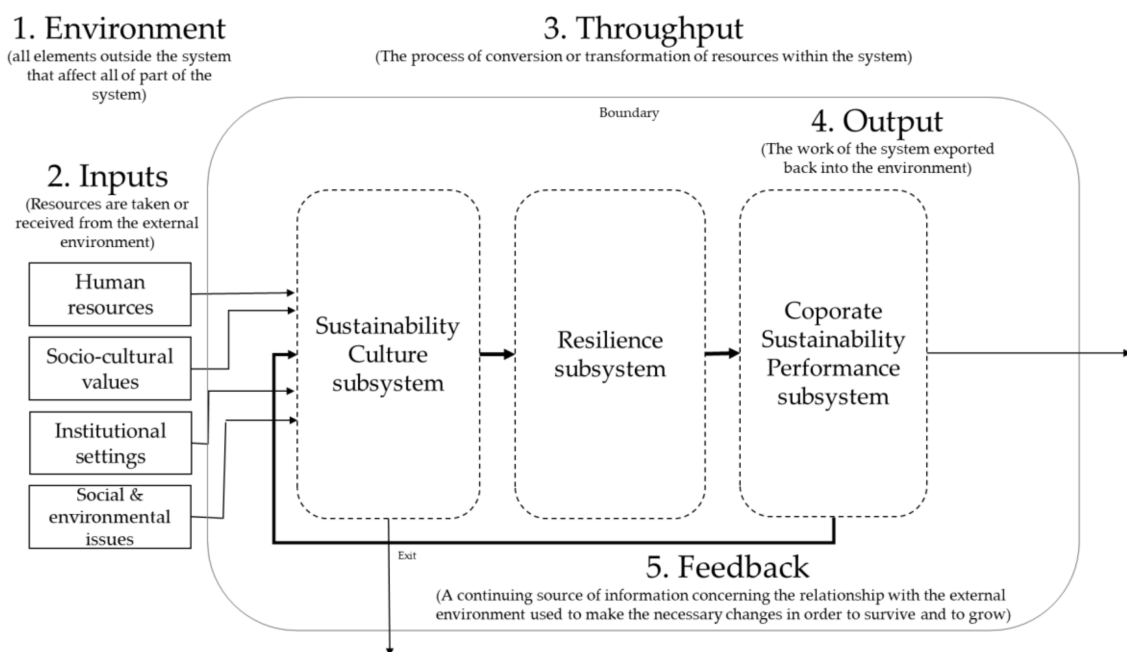 1. Environment
(all elements outside the system
that affect all of part of the
system)
3. Throughput
(The process of conversion or transformation of resources within the system)
Boundary
4. Output
(The work of the system exported
back into the environment)
2. Inputs
(Resources are taken or
received from the external
environment)
Human
resources
Socio-cultural
values
Institutional
settings
Social &
environmental
issues
Sustainability
Culture
subsystem
Resilience
subsystem
Coporate
Sustainability
Performance
subsystem
Exit
5. Feedback
(A continuing source of information concerning the relationship with the external
environment used to make the necessary changes in order to survive and to grow)